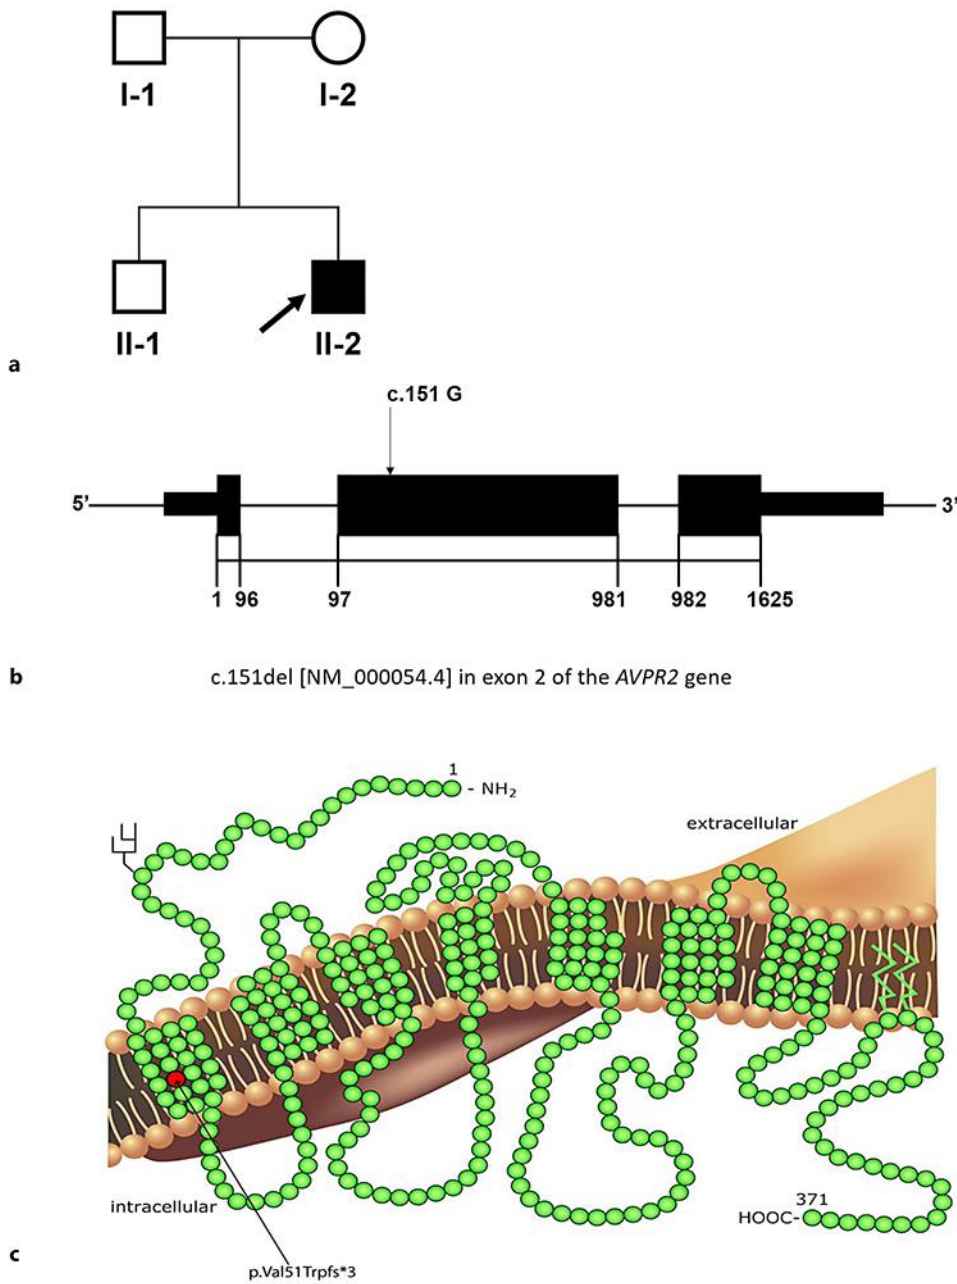 I-1
I-2
II-1
II-2
a
c.151 G
5’
3’
1
96
97
981
982
1625
b
c.151del [NM_000054.4] in exon 2 of the AVPR2 gene
1
- NH₂
extracellular
intracellular
371
HOOC-
c
p.Val51Trpfs*3